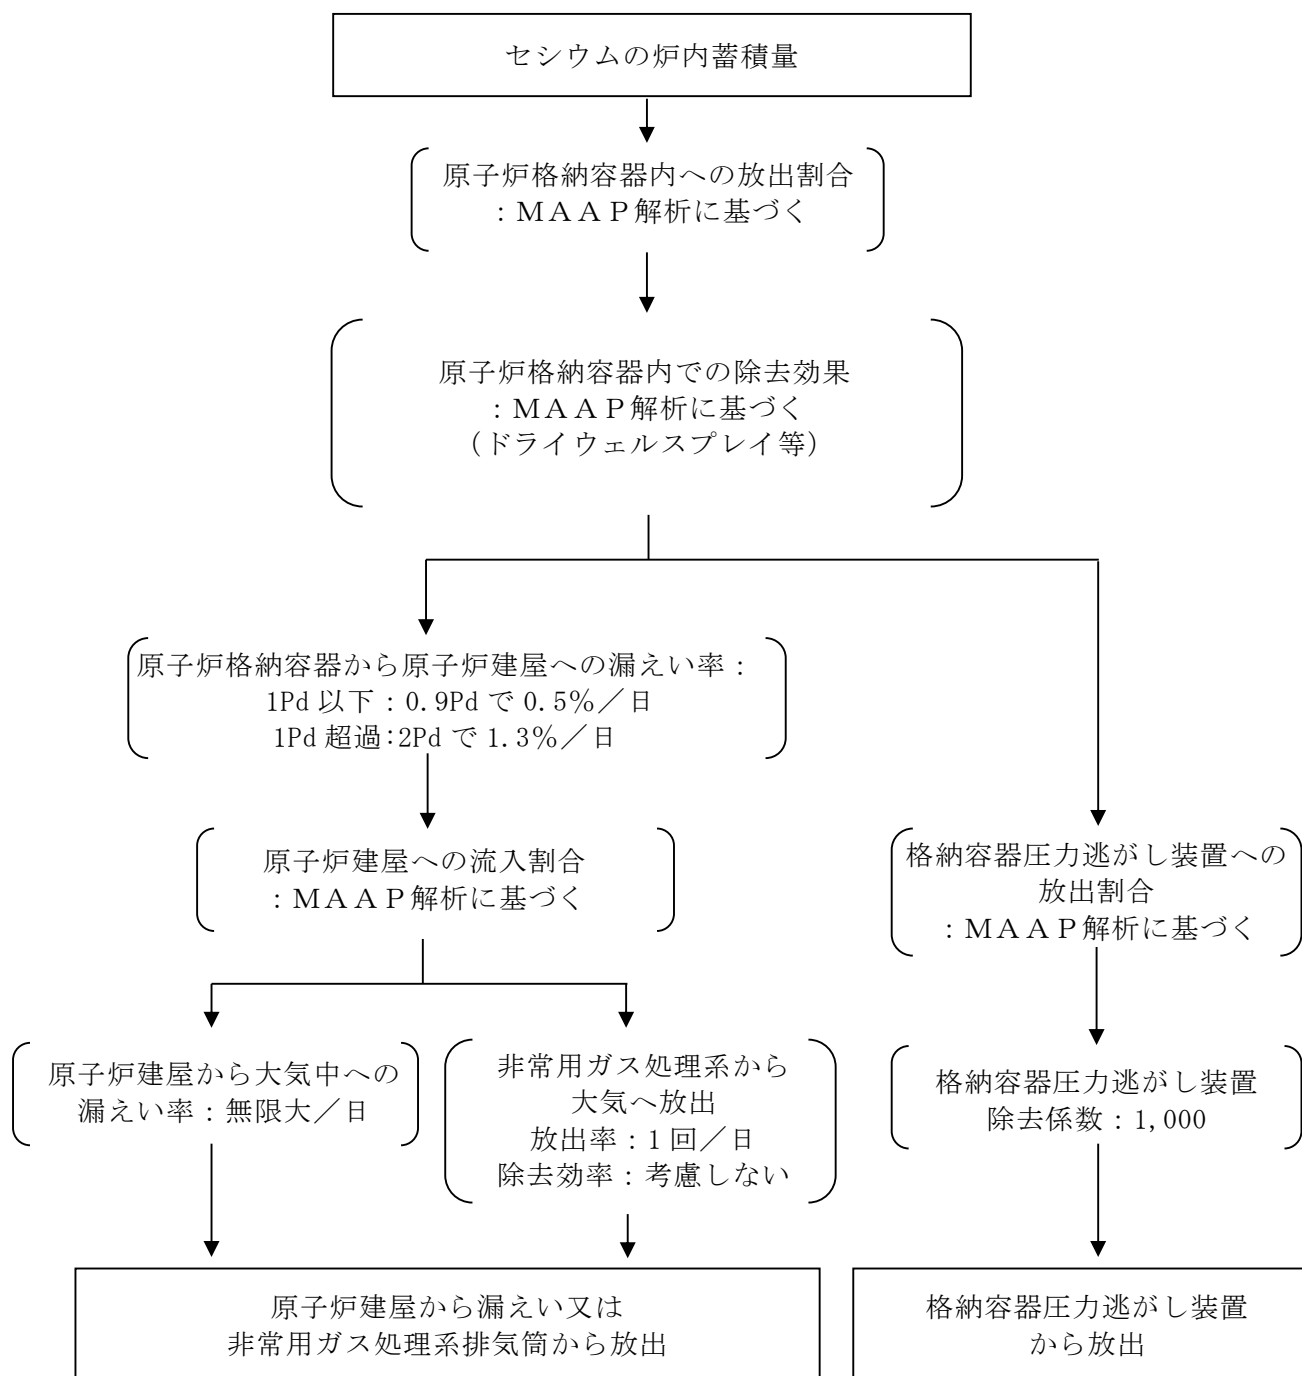 セシウムの炉内蓄積量
原子炉格納容器内への放出割合
：ＭＡＡＰ解析に基づく
原子炉格納容器内での除去効果
：ＭＡＡＰ解析に基づく
（ドライウェルスプレイ等）
原子炉格納容器から原子炉建屋への漏えい率：
1Pd 以下：0.9Pd で 0.5％／日
1Pd 超過：2Pd で 1.3％／日
原子炉建屋への流入割合
：ＭＡＡＰ解析に基づく
格納容器圧力逃がし装置への
放出割合
：ＭＡＡＰ解析に基づく
原子炉建屋から大気中への
漏えい率：無限大／日
非常用ガス処理系から
大気へ放出
放出率：1 回／日
除去効率：考慮しない
格納容器圧力逃がし装置
除去係数：1,000
原子炉建屋から漏えい又は
非常用ガス処理系排気筒から放出
格納容器圧力逃がし装置
から放出